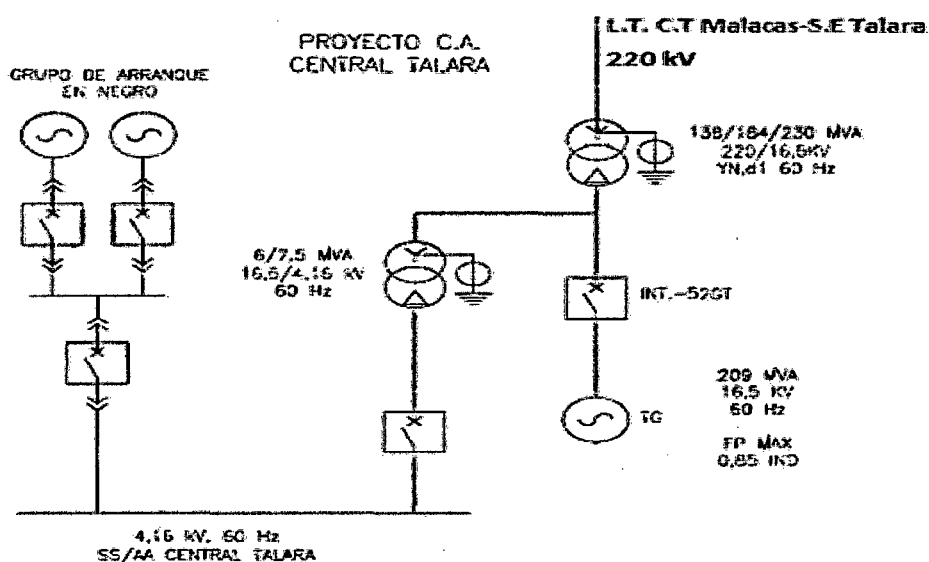 PROYECTO C.A.
CENTRAL TALARA
L.T. C.T Malacas-S.E Talara
220 kV
GRUPO DE ARRANQUE
EN NEGRO
138/184/230 MVA
220/16,5KV
YN,d1 60 Hz
6/7,5 MVA
16,5/4,16 KV
60 Hz
INT.-52GT
209 MVA
16,5 KV
60 Hz
TG
FP MAX
0,85 IND
4,16 KV, 60 Hz
SS/AA CENTRAL TALARA